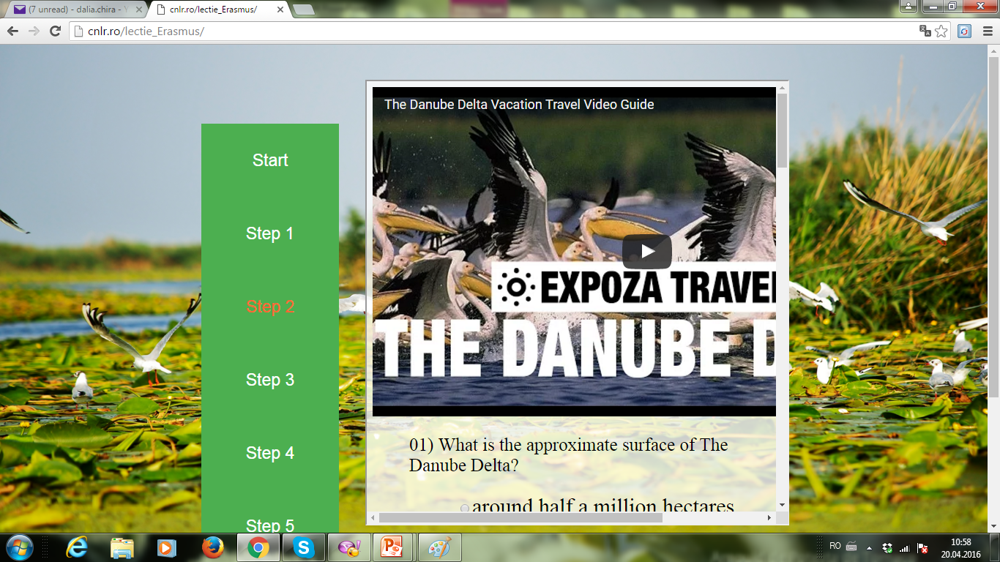 (7 unread) - dalia.chira - Y
cnlr.ro/lectie_Erasmus/
cnlr.ro/lectie_Erasmus/
Start
Step 1
Step 2
Step 3
Step 4
Step 5
The Danube Delta Vacation Travel Video Guide
EXPOZA TRAVEL
THE DANUBE D
01) What is the approximate surface of The
Danube Delta?
around half a million hectares
RO
10:58
20.04.2016